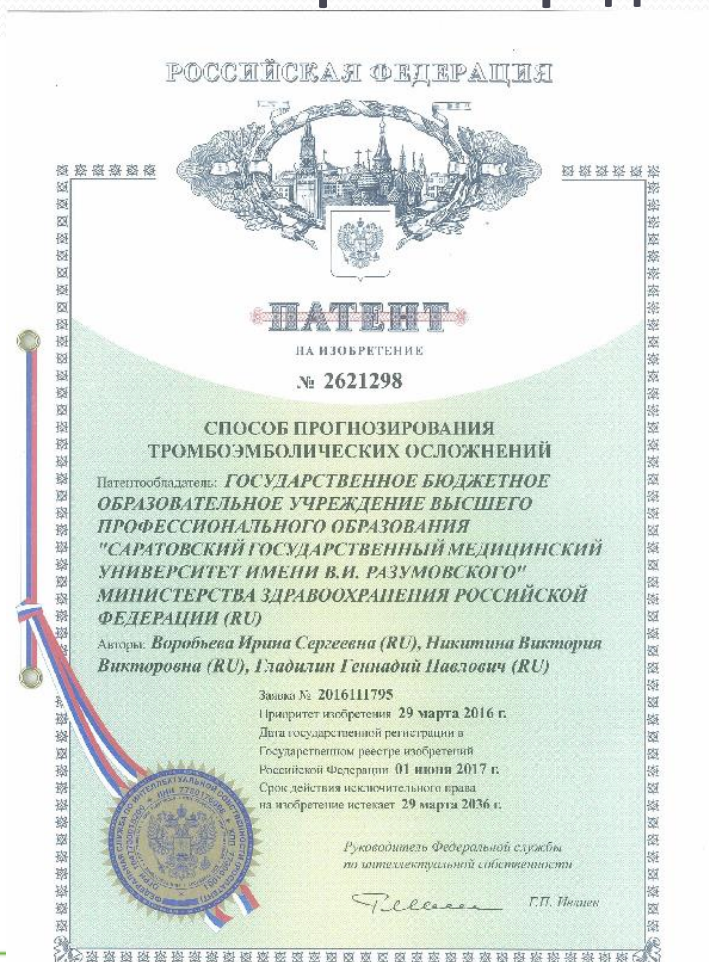 РОССИЙСКАЯ ФЕДЕРАЦИЯ
ПАТЕНТ
НА ИЗОБРЕТЕНИЕ
№ 2621298
СПОСОБ ПРОГНОЗИРОВАНИЯ
ТРОМБОЭМБОЛИЧЕСКИХ ОСЛОЖНЕНИЙ
Патентообладатель: ГОСУДАРСТВЕННОЕ БЮДЖЕТНОЕ
ОБРАЗОВАТЕЛЬНОЕ УЧРЕЖДЕНИЕ ВЫСШЕГО
ПРОФЕССИОНАЛЬНОГО ОБРАЗОВАНИЯ
"САРАТОВСКИЙ ГОСУДАРСТВЕННЫЙ МЕДИЦИНСКИЙ
УНИВЕРСИТЕТ ИМЕНИ В.И. РАЗУМОВСКОГО"
МИНИСТЕРСТВА ЗДРАВООХРАНЕНИЯ РОССИЙСКОЙ
ФЕДЕРАЦИИ (RU)
Авторы: Воробьева Ирина Сергеевна (RU), Никитина Виктория
Викторовна (RU), Гладилин Геннадий Павлович (RU)
Заявка № 2016111795
Приоритет изобретения 29 марта 2016 г.
Дата государственной регистрации в
Государственном реестре изобретений
Российской Федерации 01 июня 2017 г.
Срок действия исключительного права
на изобретение истекает 29 марта 2036 г.
Руководитель Федеральной службы
по интеллектуальной собственности
Г.П. Ивлиев